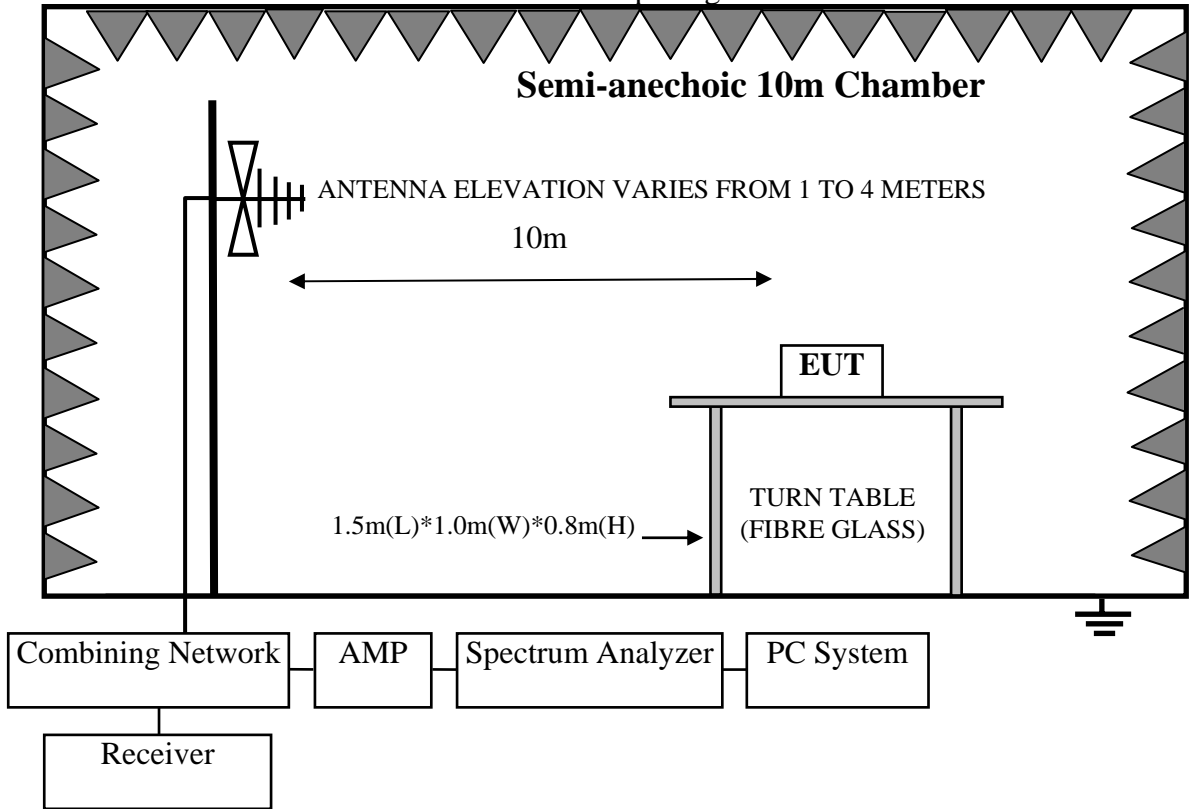 Semi-anechoic 10m Chamber
ANTENNA ELEVATION VARIES FROM 1 TO 4 METERS
10m
EUT
TURN TABLE
(FIBRE GLASS)
1.5m(L)*1.0m(W)*0.8m(H)
Combining Network
AMP
Spectrum Analyzer
PC System
Receiver